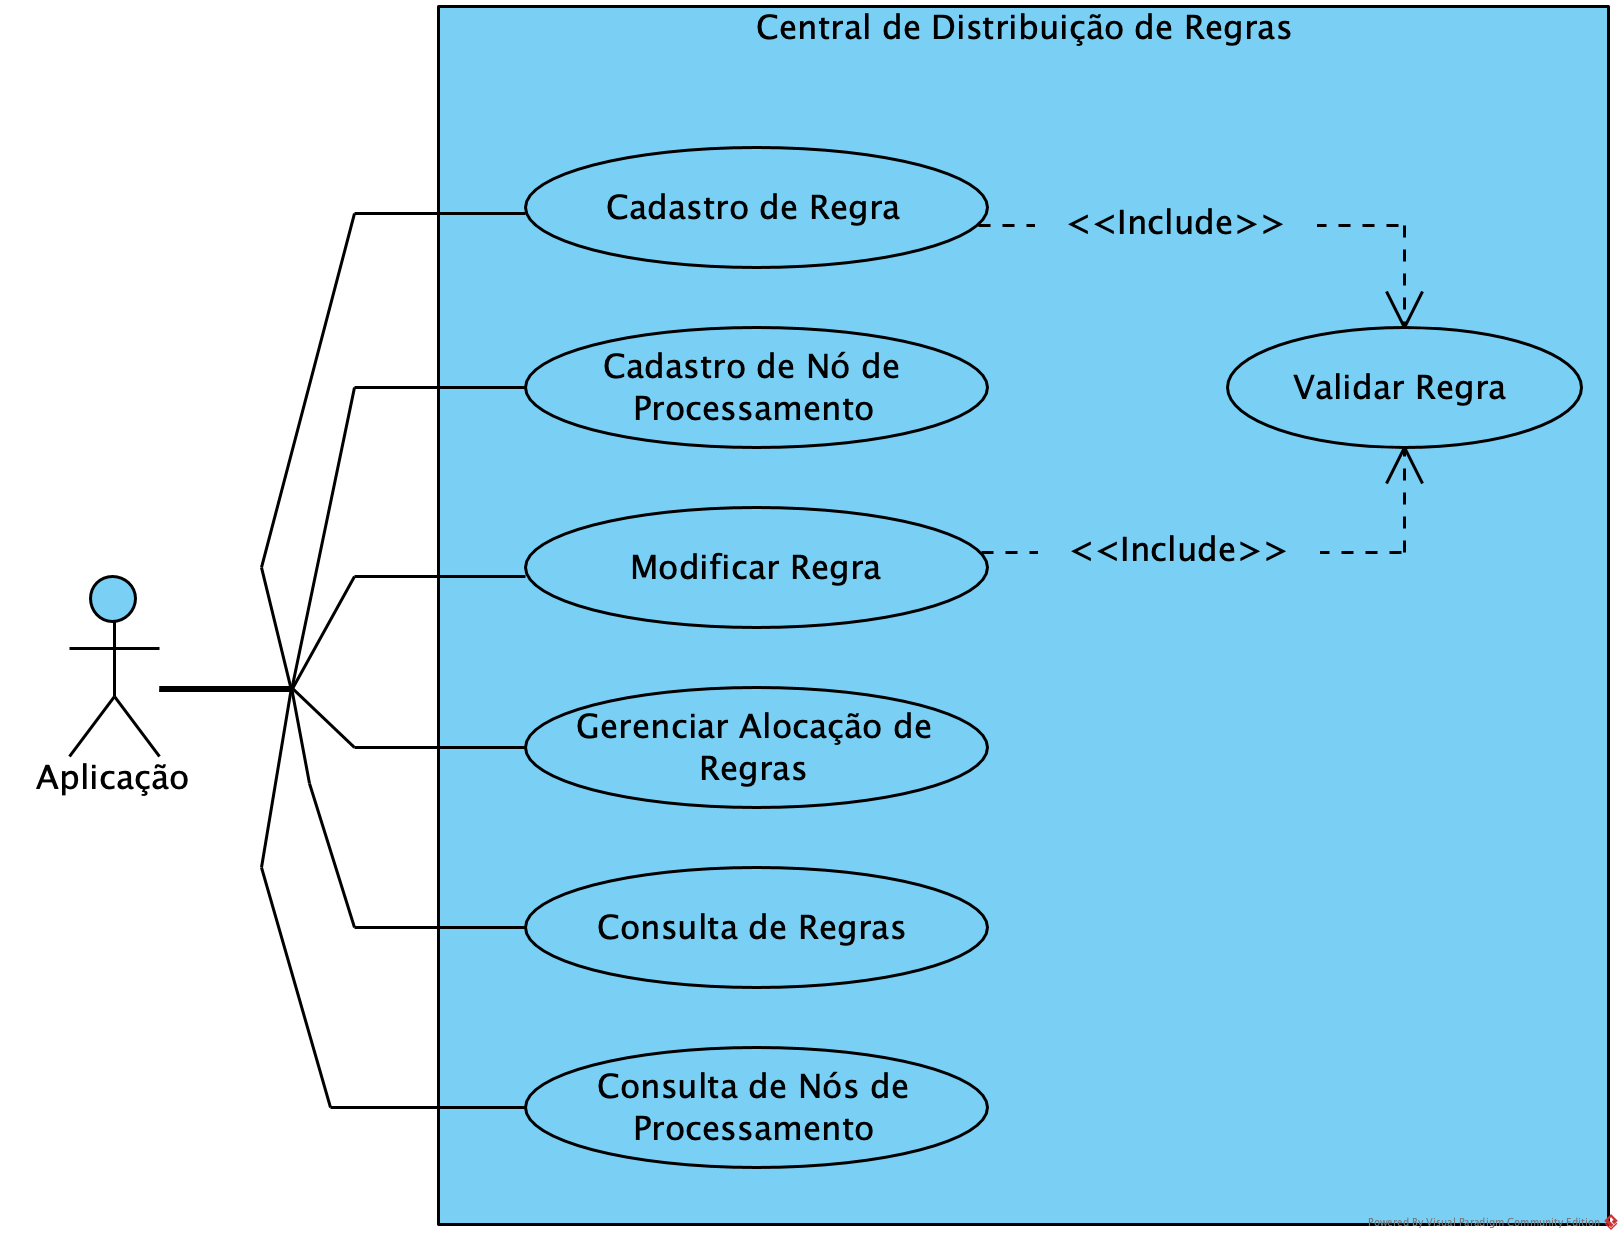 Central de Distribuição de Regras
Cadastro de Regra
<<Include>>
Cadastro de Nó de
Processamento
Validar Regra
Modificar Regra
<<Include>>
Gerenciar Alocação de
Regras
Aplicação
Consulta de Regras
Consulta de Nós de
Processamento
Powered By Visual Paradigm Community Edition